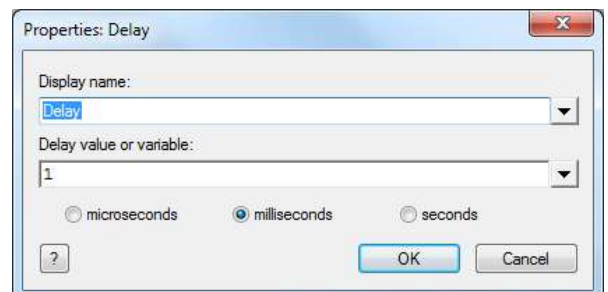 Properties: Delay
Display name:
Delay
Delay value or variable:
1
microseconds milliseconds seconds
? OK Cancel